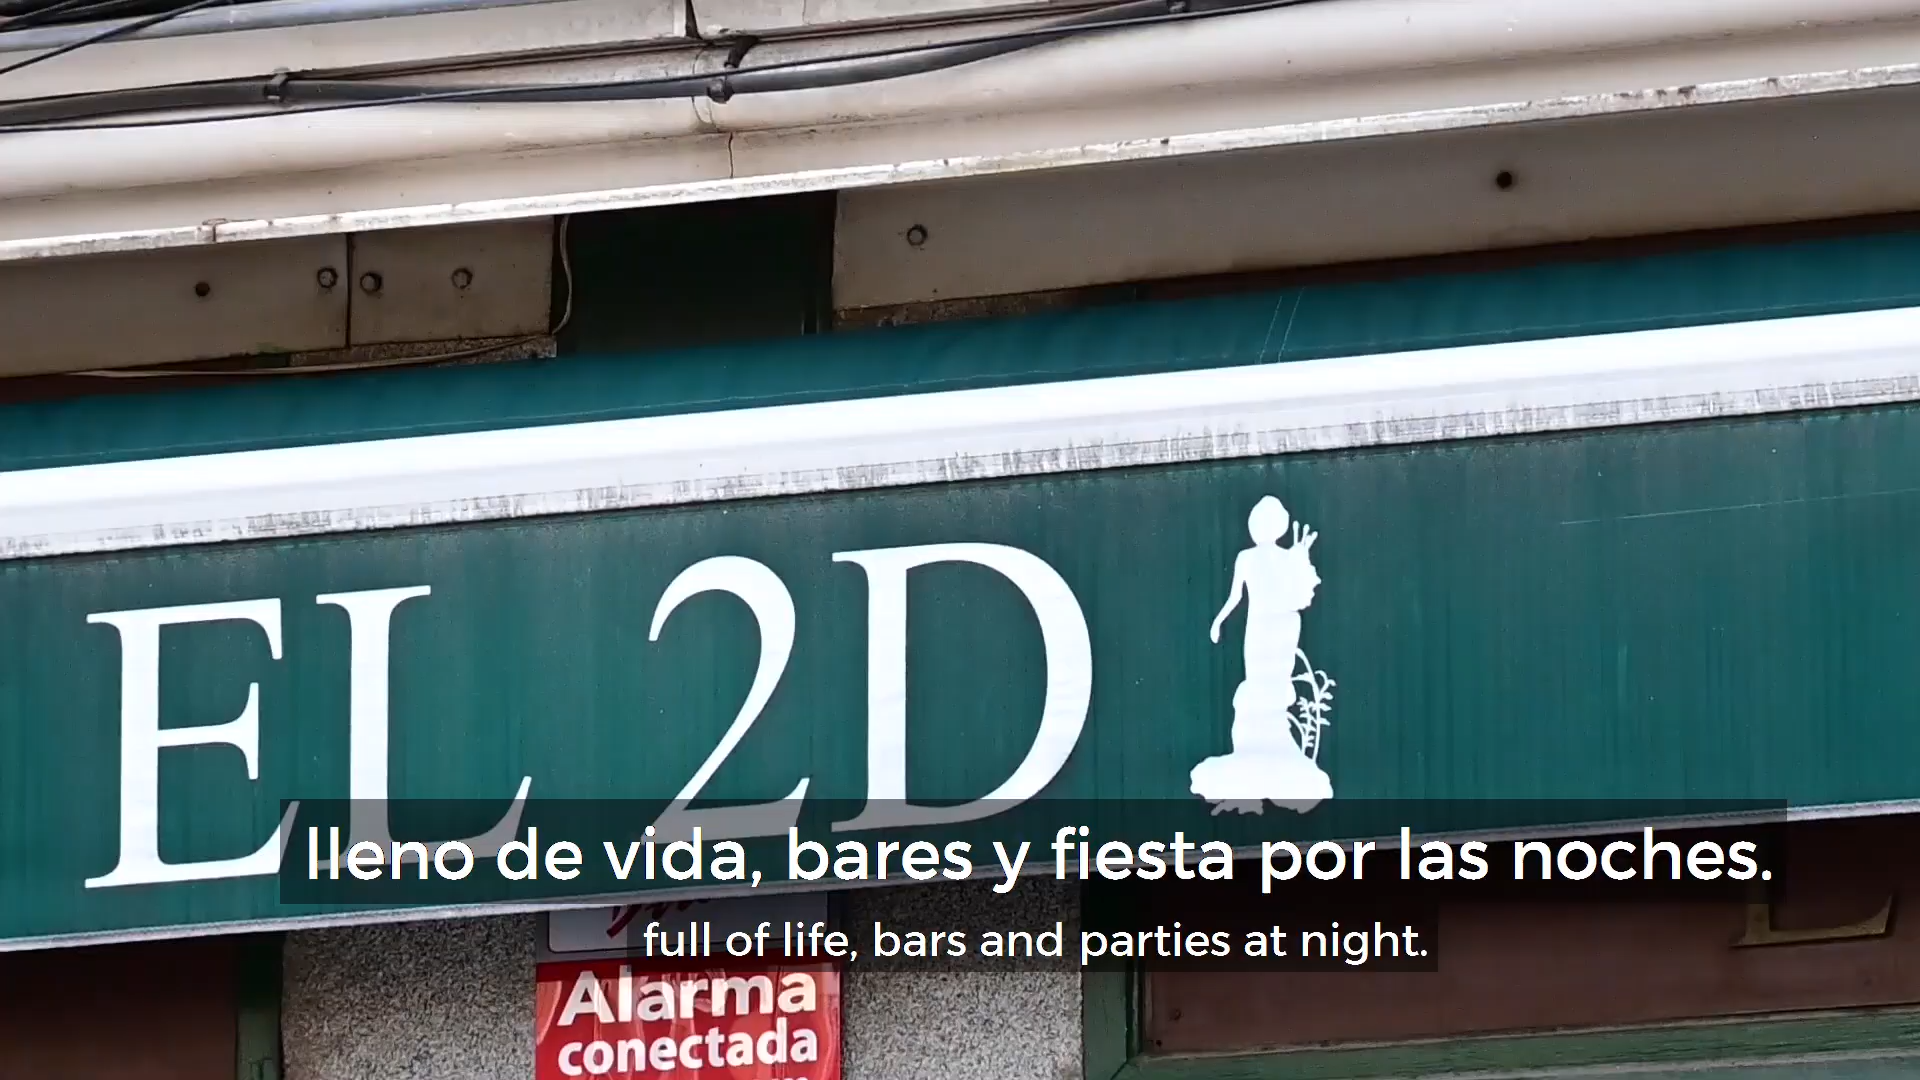 EL 2D
lleno de vida, bares y fiesta por las noches.
full of life, bars and parties at night.
Alarma
conectada